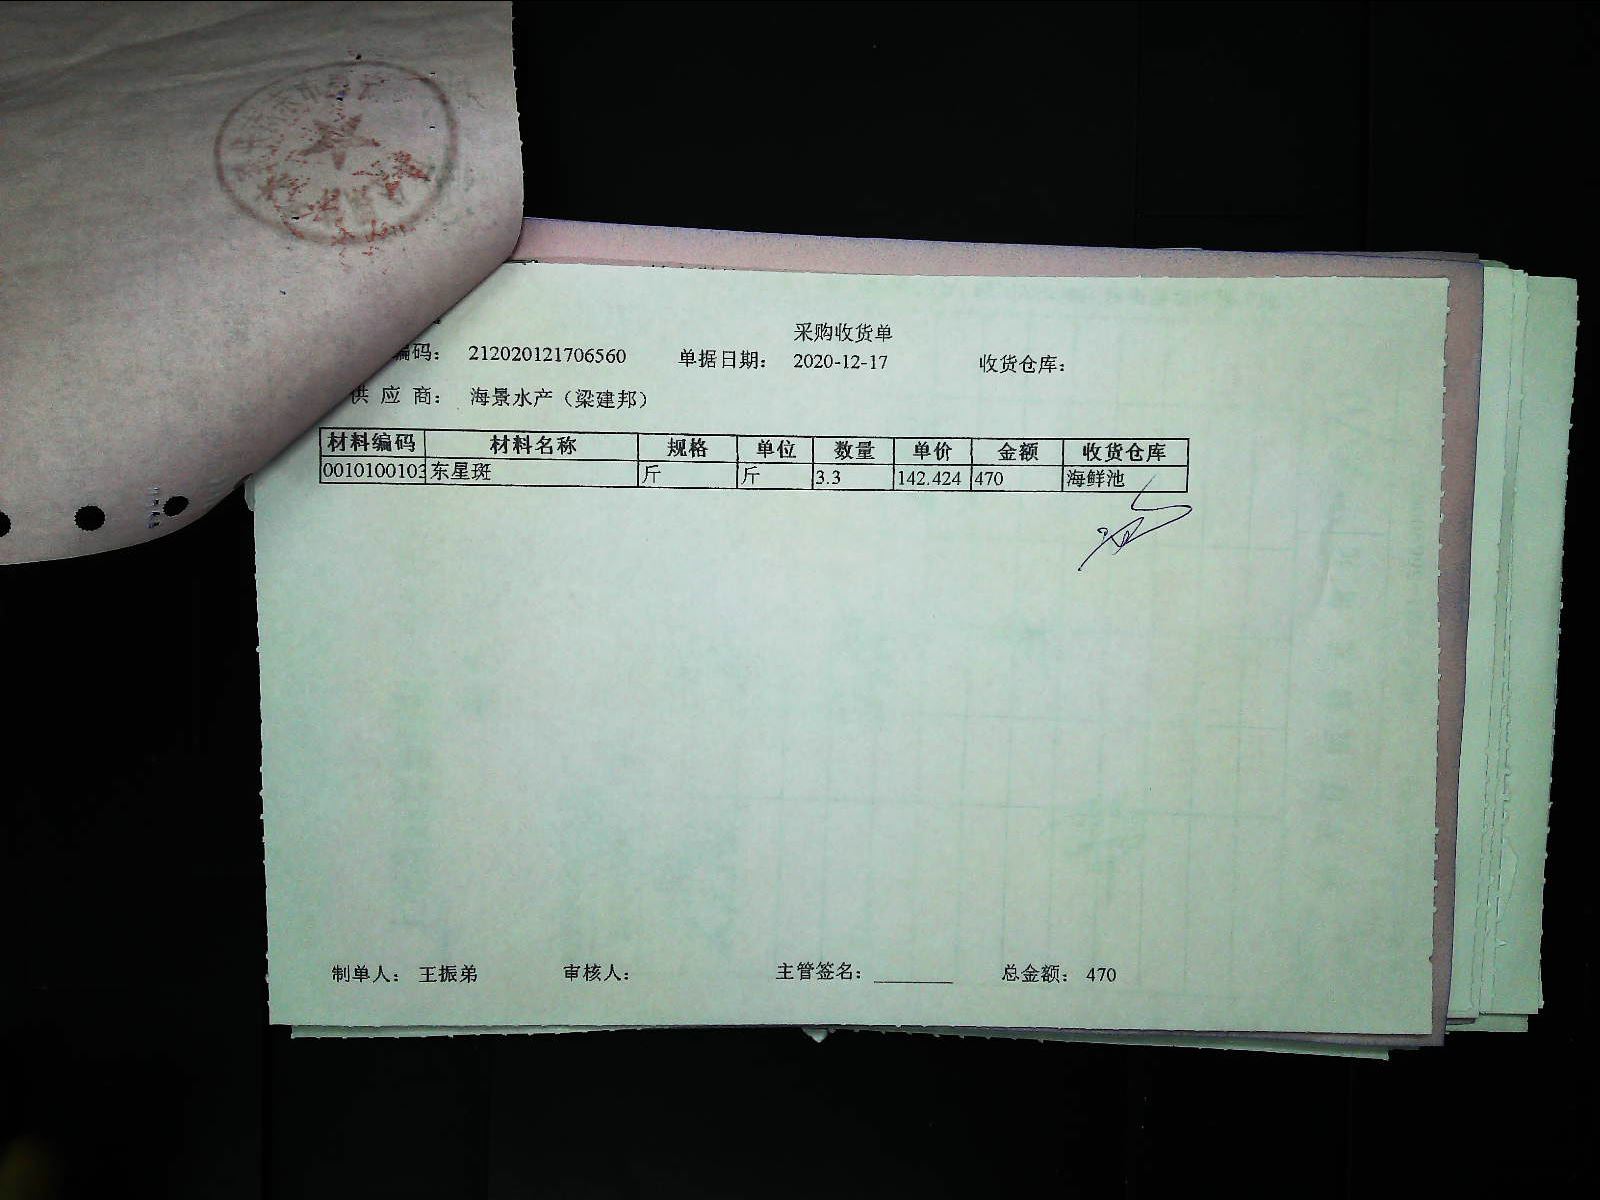 采购收货单
编码： 212020121706560 单据日期： 2020-12-17 收货仓库：
供 应 商： 海景水产（梁建邦）
材料编码 材料名称 规格 单位 数量 单价 金额 收货仓库
0010100103 东星斑 斤 斤 3.3 142.424 470 海鲜池
制单人： 王振弟 审核人： 主管签名： 总金额： 470